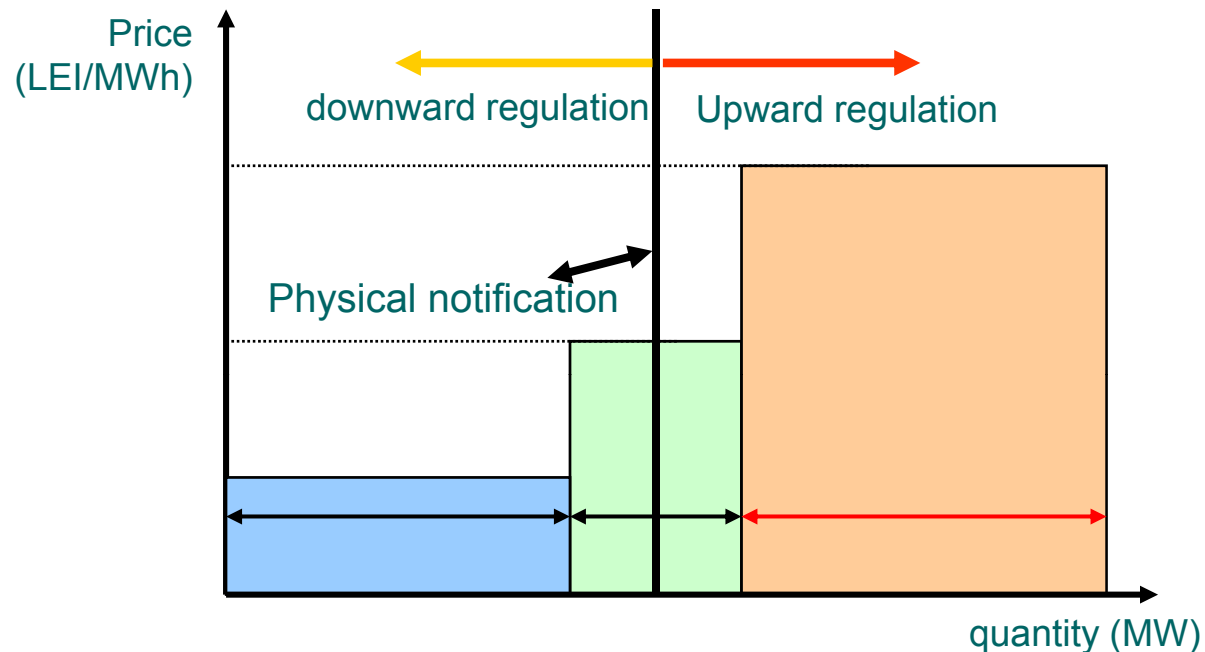 Price
(LEI/MWh)
downward regulation
Upward regulation
Physical notification
quantity (MW)